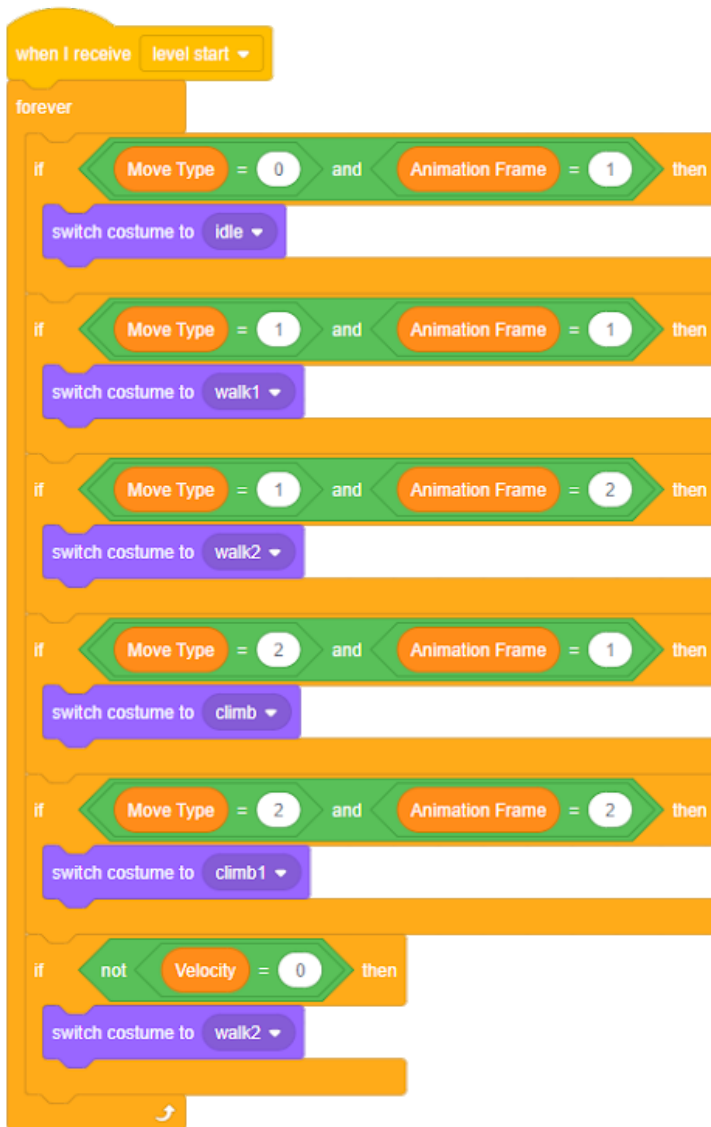 when I receive level start
forever
if Move Type = 0 and Animation Frame = 1 then
switch costume to idle
if Move Type = 1 and Animation Frame = 1 then
switch costume to walk1
if Move Type = 1 and Animation Frame = 2 then
switch costume to walk2
if Move Type = 2 and Animation Frame = 1 then
switch costume to climb
if Move Type = 2 and Animation Frame = 2 then
switch costume to climb1
if not Velocity = 0 then
switch costume to walk2